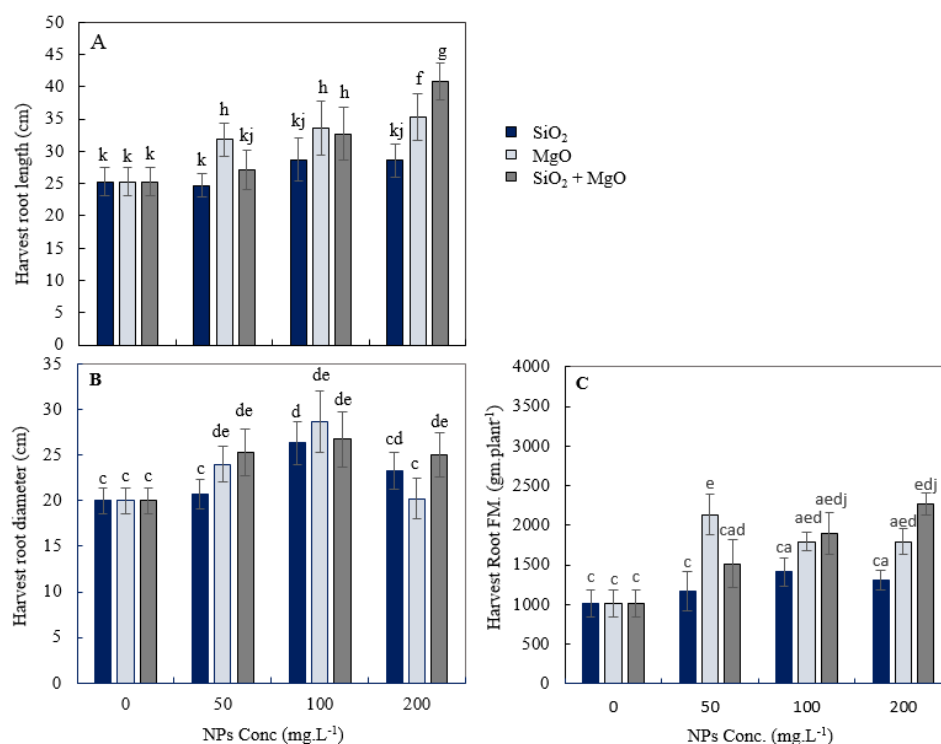 A
Harvest root length (cm)
50
45
40
35
30
25
20
15
10
5
0
k k k
k h kj
kj h h
kj f g
SiO₂
MgO
SiO₂ + MgO
B
Harvest root diameter (cm)
35
30
25
20
15
10
5
0
c c c
c de de
d de de
cd c de
0 50 100 200
NPs Conc (mg.L⁻¹)
C
Harvest Root FM. (gm.plant⁻¹)
4000
3500
3000
2500
2000
1500
1000
500
0
c c c
c e cad
ca aed aedj
ca aed edj
0 50 100 200
NPs Conc. (mg.L⁻¹)